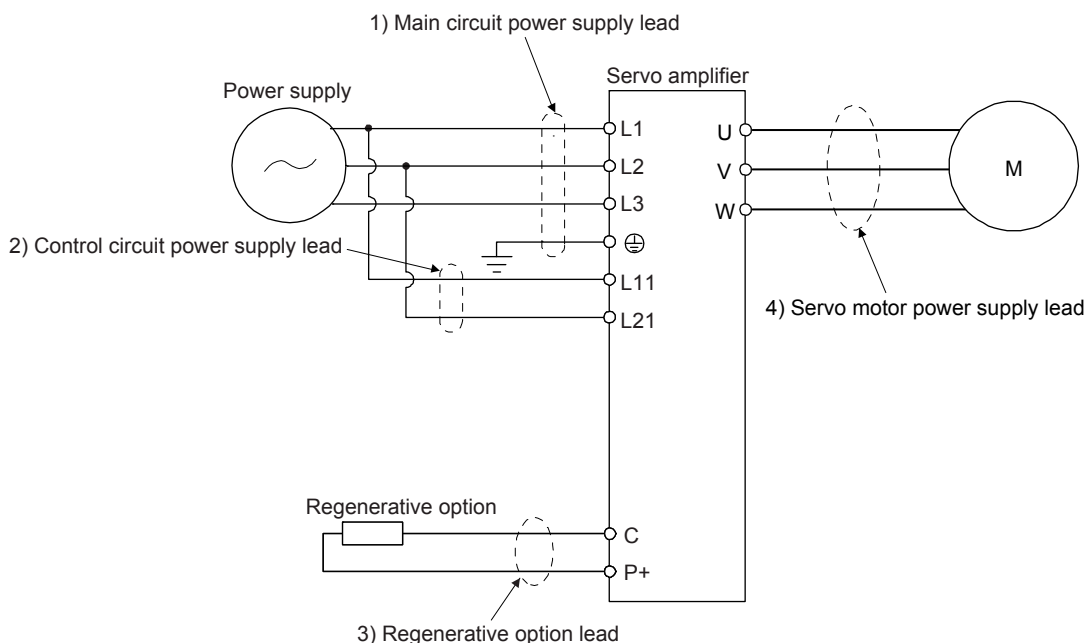 1) Main circuit power supply lead
Servo amplifier
Power supply
L1
L2
L3
U
V
W
M
2) Control circuit power supply lead
L11
L21
4) Servo motor power supply lead
Regenerative option
C
P+
3) Regenerative option lead